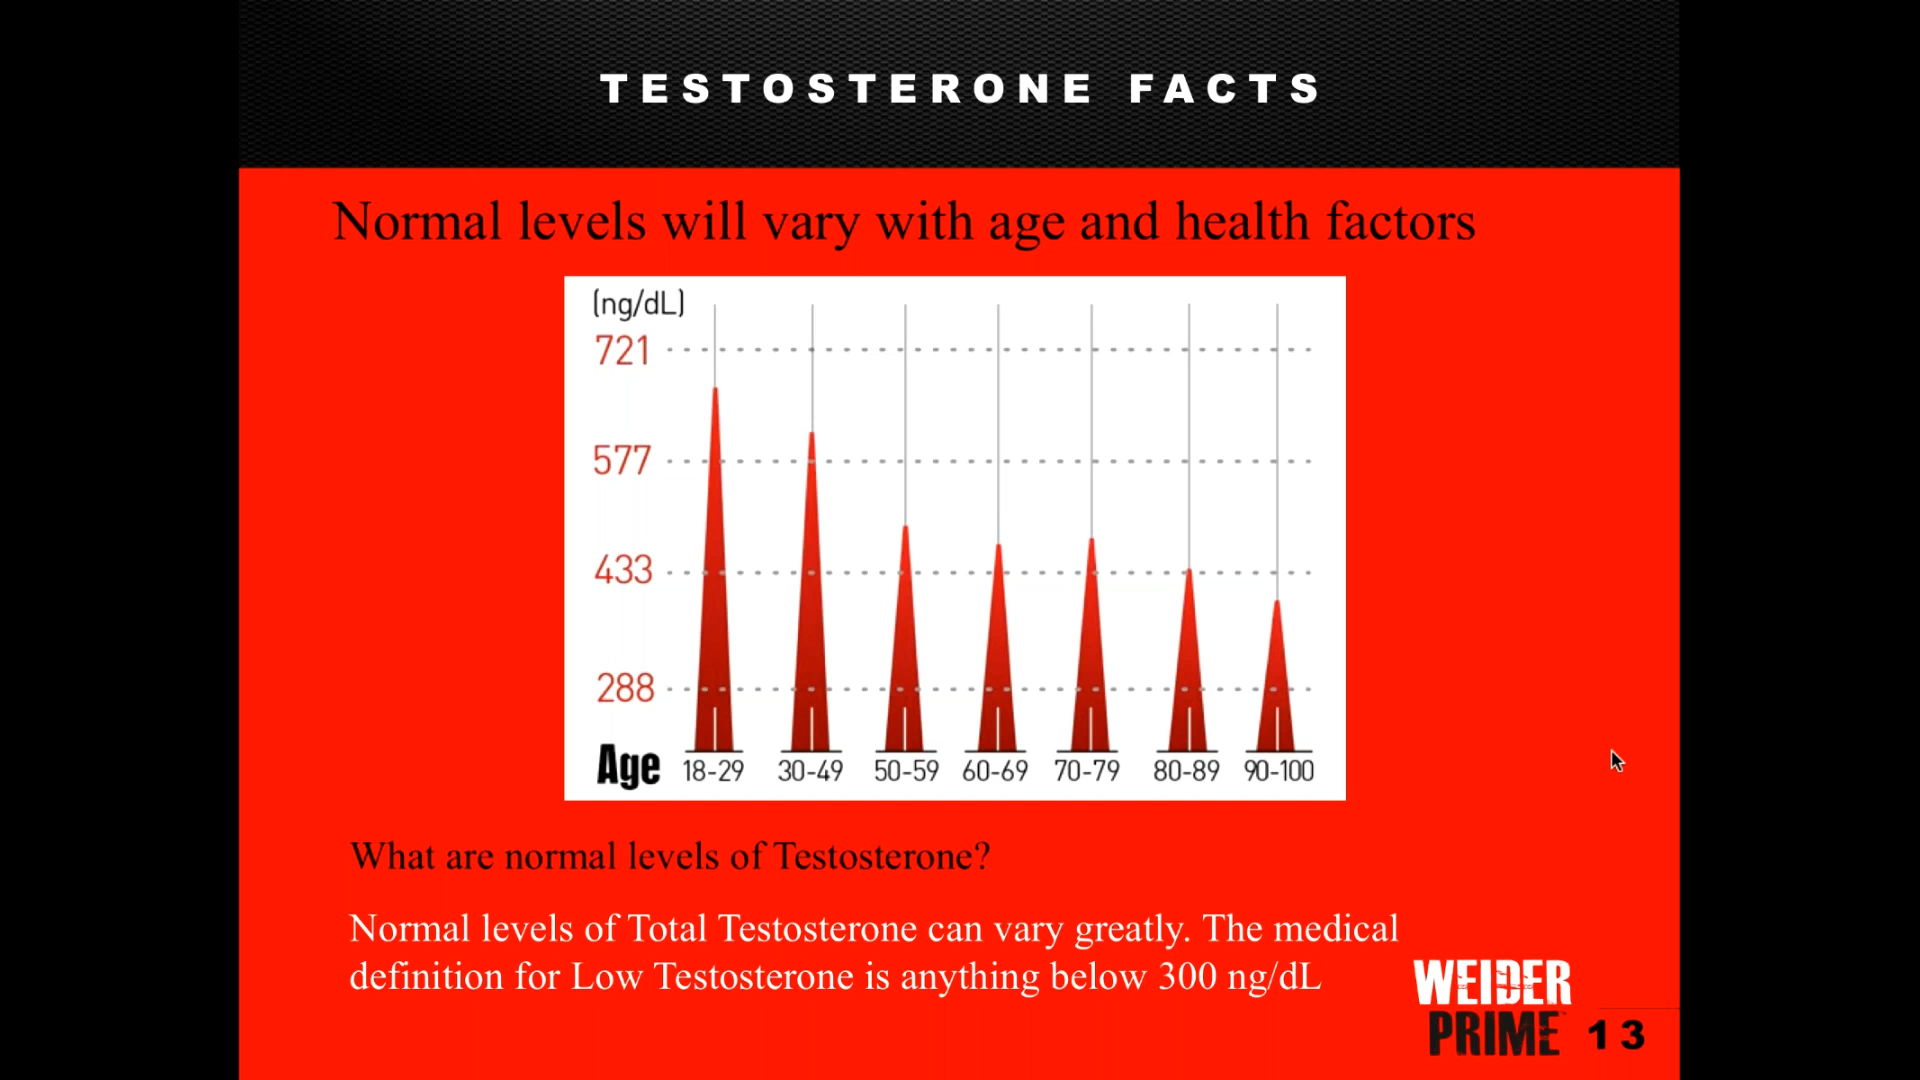 TESTOSTERONE FACTS
Normal levels will vary with age and health factors
(ng/dL)
721
577
433
288
Age 18-29 30-49 50-59 60-69 70-79 80-89 90-100
What are normal levels of Testosterone?
Normal levels of Total Testosterone can vary greatly. The medical
definition for Low Testosterone is anything below 300 ng/dL
WEIDER
PRIME 13